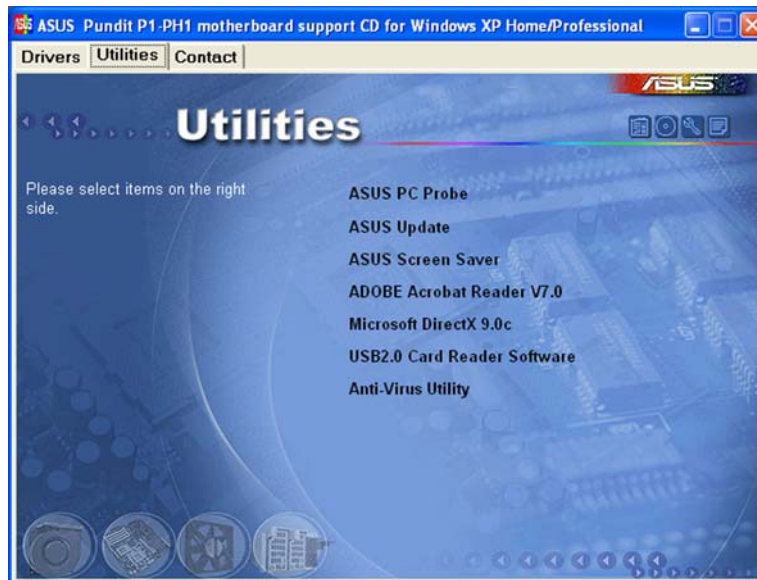 ASUS Pundit P1-PH1 motherboard support CD for Windows XP Home/Professional
Drivers Utilities Contact
ASUS
Utilities
Please select items on the right
side.
ASUS PC Probe
ASUS Update
ASUS Screen Saver
ADOBE Acrobat Reader V7.0
Microsoft DirectX 9.0c
USB2.0 Card Reader Software
Anti-Virus Utility